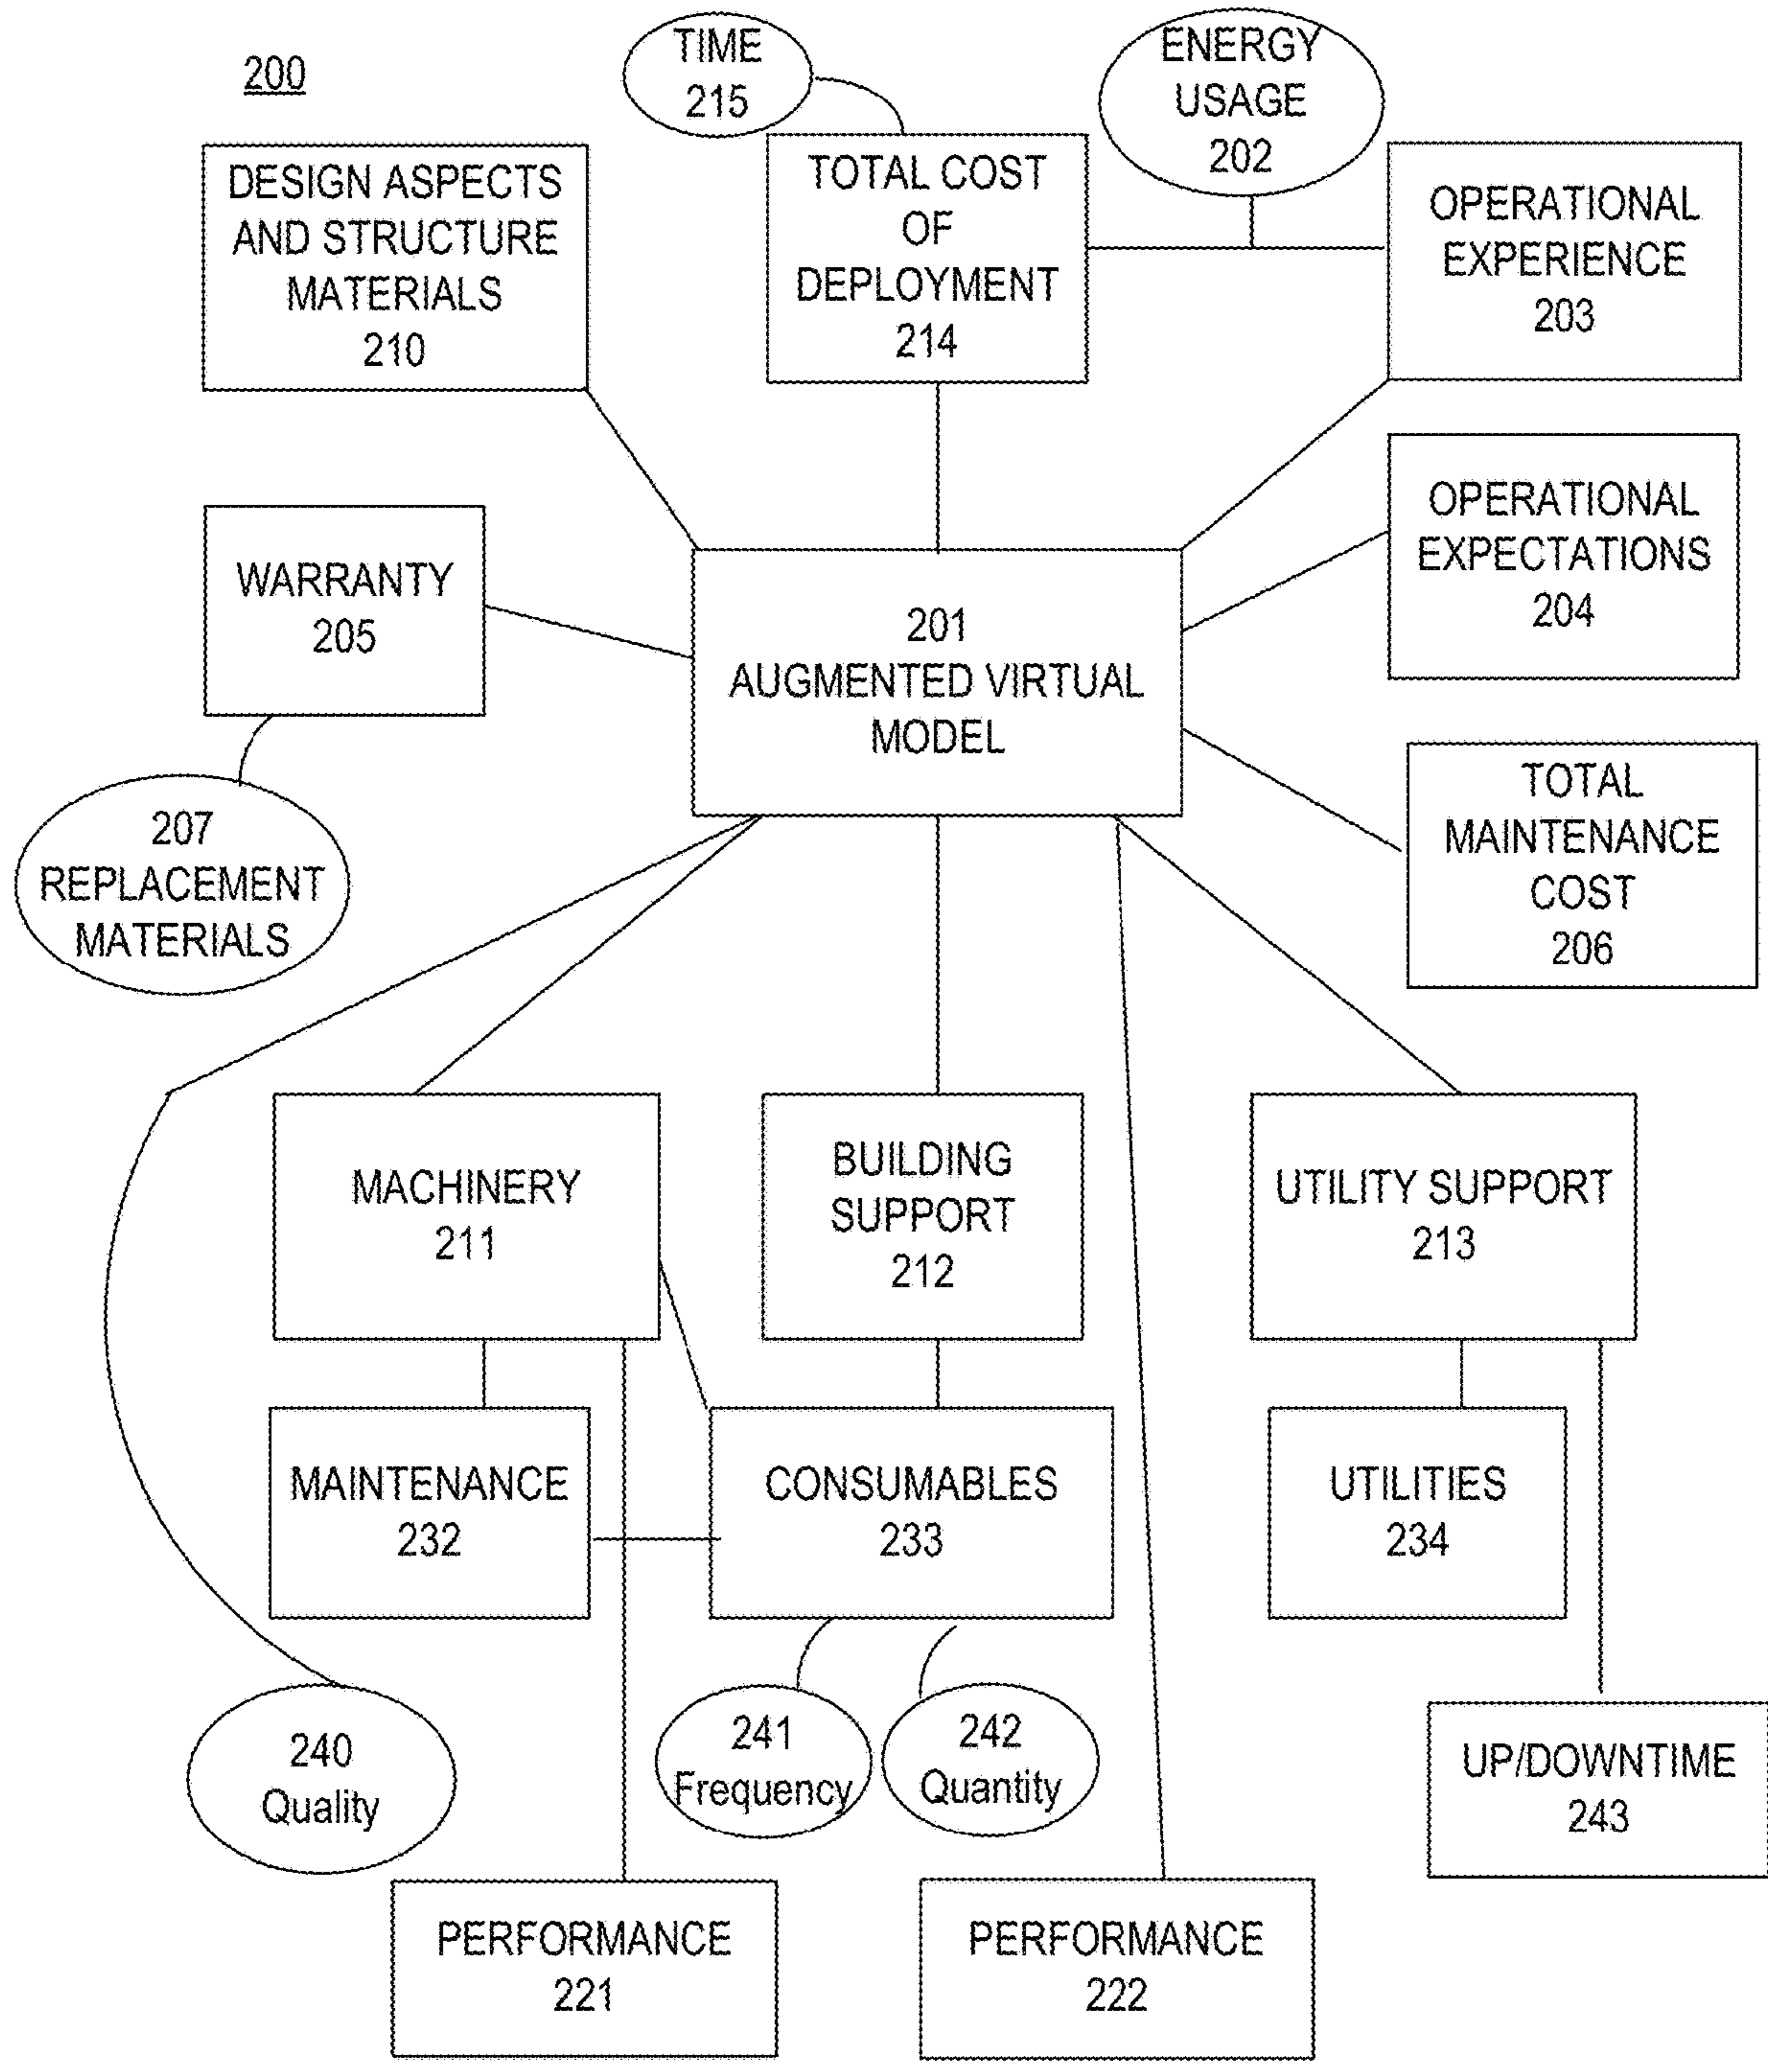 200
TIME
215
ENERGY
USAGE
202
DESIGN ASPECTS
AND STRUCTURE
MATERIALS
210
TOTAL COST
OF
DEPLOYMENT
214
OPERATIONAL
EXPERIENCE
203
OPERATIONAL
EXPECTATIONS
204
WARRANTY
205
201
AUGMENTED VIRTUAL
MODEL
TOTAL
MAINTENANCE
COST
206
207
REPLACEMENT
MATERIALS
MACHINERY
211
BUILDING
SUPPORT
212
UTILITY SUPPORT
213
MAINTENANCE
232
CONSUMABLES
233
UTILITIES
234
240
Quality
241
Frequency
242
Quantity
UP/DOWNTIME
243
PERFORMANCE
221
PERFORMANCE
222